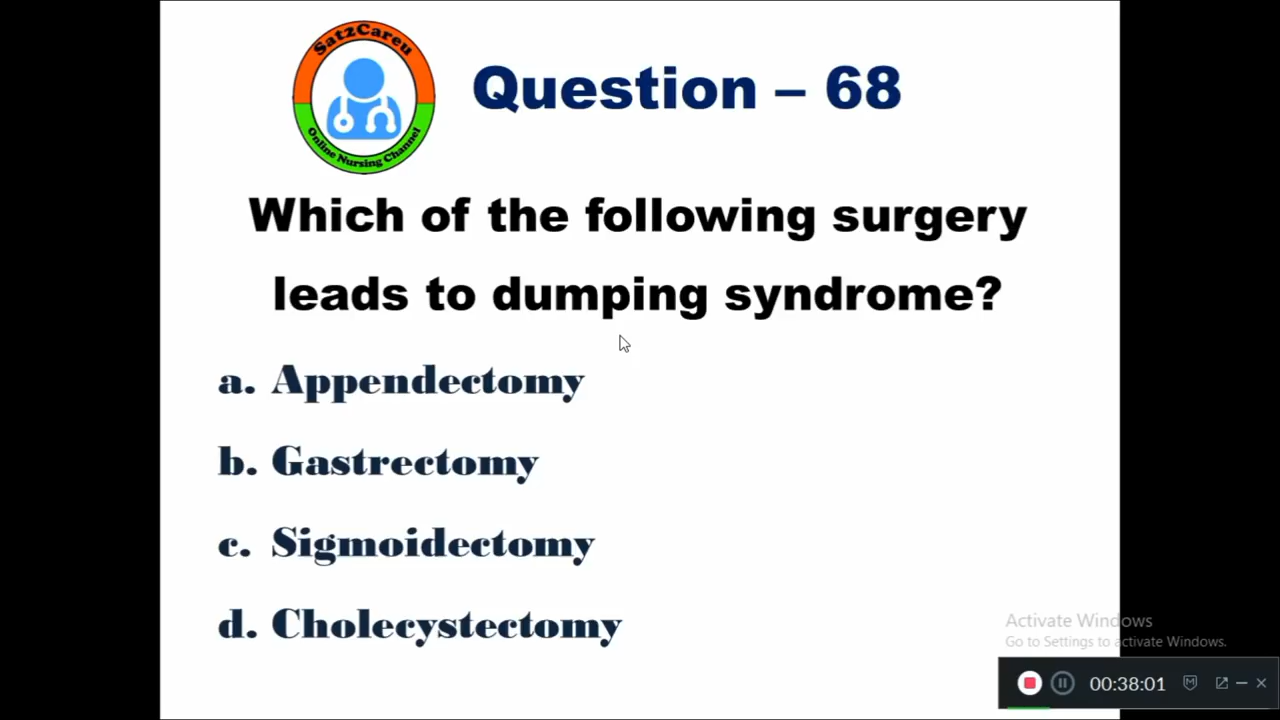 Sat2Careu
Online Nursing Channel
Question – 68
Which of the following surgery
leads to dumping syndrome?
a. Appendectomy
b. Gastrectomy
c. Sigmoidectomy
d. Cholecystectomy
Activate Windows
Go to Settings to activate Windows.
00:38:01